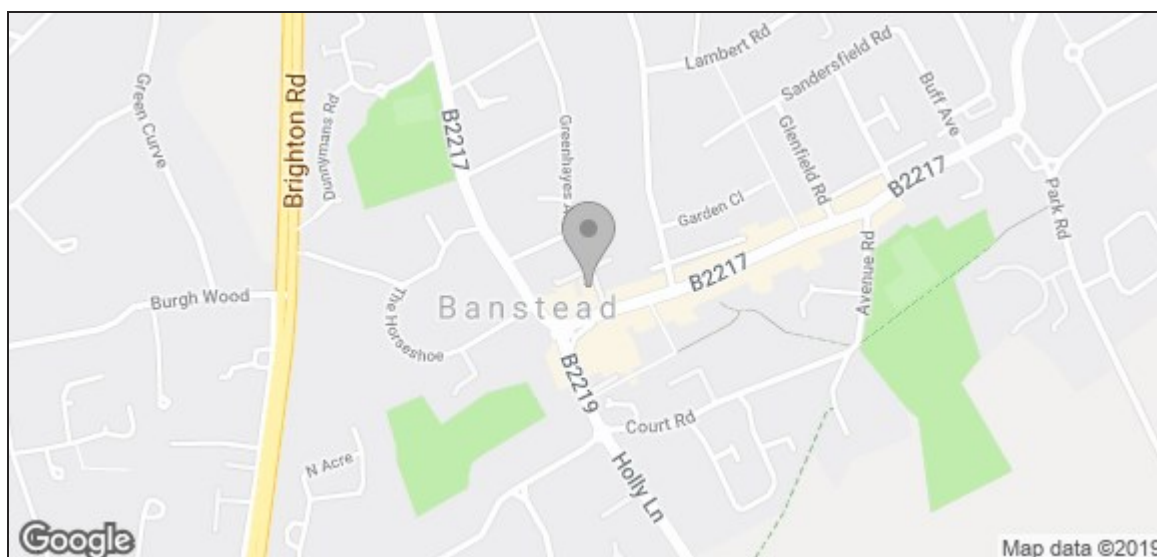 Lambert Rd
Sandersfield Rd
Buff Ave
Green Curve
Brighton Rd
Dunnymans Rd
B2217
Greenhayes A
Glenfield Rd
B2217
Park Rd
Garden Cl
B2217
Avenue Rd
Burgh Wood
The Horseshoe
Banstead
B2219
Court Rd
N Acre
Holly Ln
Google
Map data ©2019